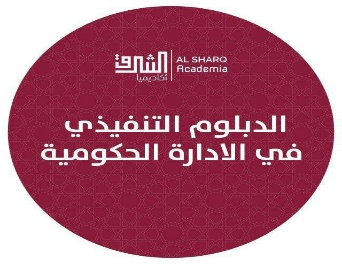 الشرق
أكاديميا
AL SHARQ
Academia
الدبلوم التنفيذي
في الادارة الحكومية